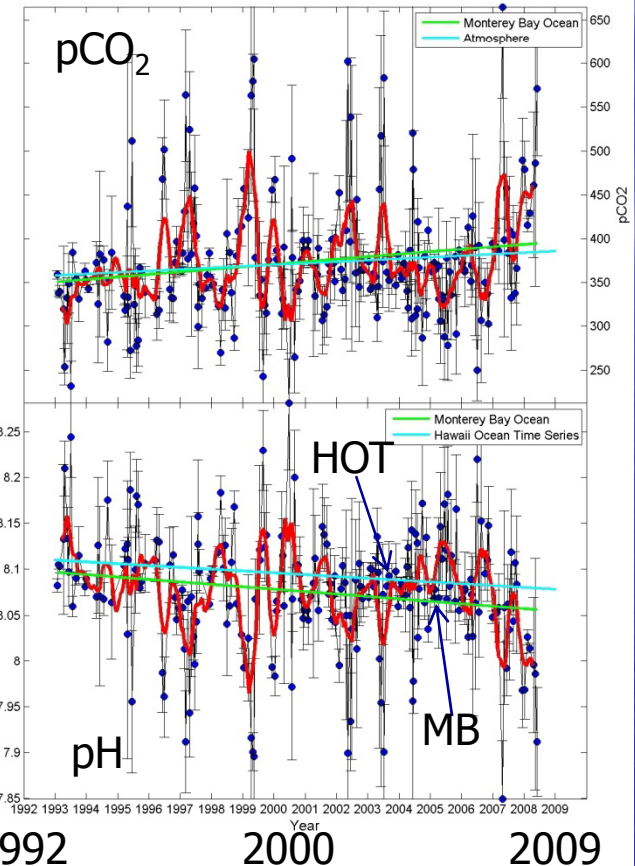 pCO2
Monterey Bay Ocean
Atmosphere
650
600
550
500
450
400
350
300
250
pCO2
Monterey Bay Ocean
Hawaii Ocean Time Series
HOT
MB
pH
8.25
8.2
8.15
8.1
8.05
8
7.95
7.9
7.85
1992 1993 1994 1995 1996 1997 1998 1999 2000 2001 2002 2003 2004 2005 2006 2007 2008 2009
Year
992 2000 2009